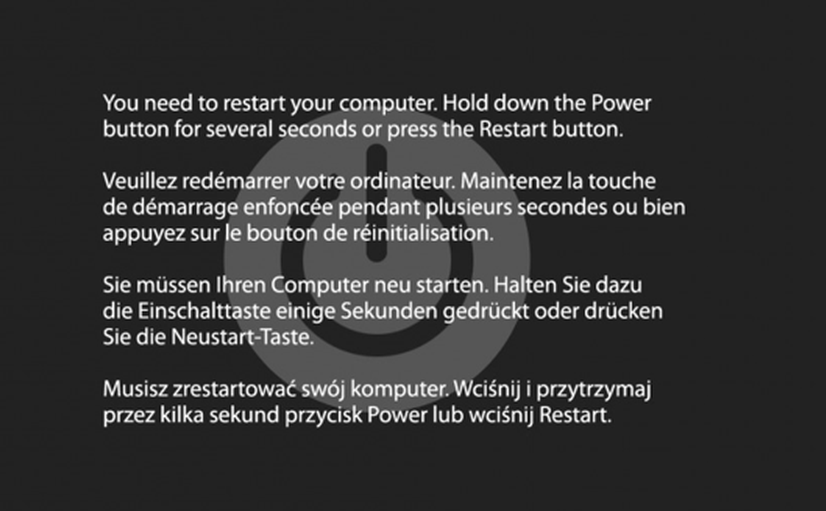 You need to restart your computer. Hold down the Power
button for several seconds or press the Restart button.
Veuillez redémarrer votre ordinateur. Maintenez la touche
de démarrage enfoncée pendant plusieurs secondes ou bien
appuyez sur le bouton de réinitialisation.
Sie müssen Ihren Computer neu starten. Halten Sie dazu
die Einschalttaste einige Sekunden gedrückt oder drücken
Sie die Neustart-Taste.
Musisz zrestartować swój komputer. Wciśnij i przytrzymaj
przez kilka sekund przycisk Power lub wciśnij Restart.